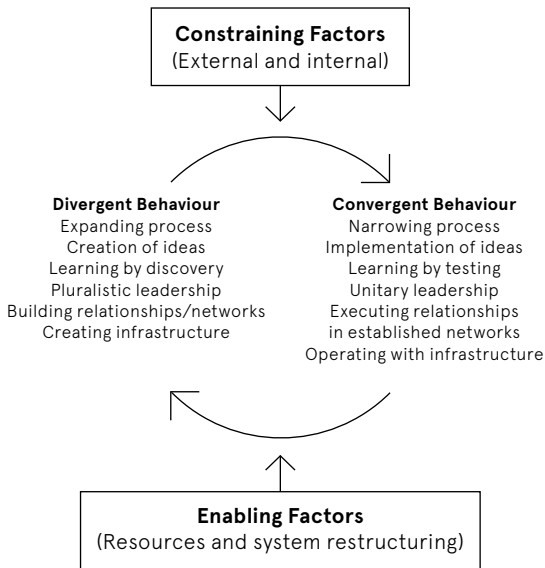 Constraining Factors
(External and internal)
Divergent Behaviour
Expanding process
Creation of ideas
Learning by discovery
Pluralistic leadership
Building relationships/networks
Creating infrastructure
Convergent Behaviour
Narrowing process
Implementation of ideas
Learning by testing
Unitary leadership
Executing relationships
in established networks
Operating with infrastructure
Enabling Factors
(Resources and system restructuring)